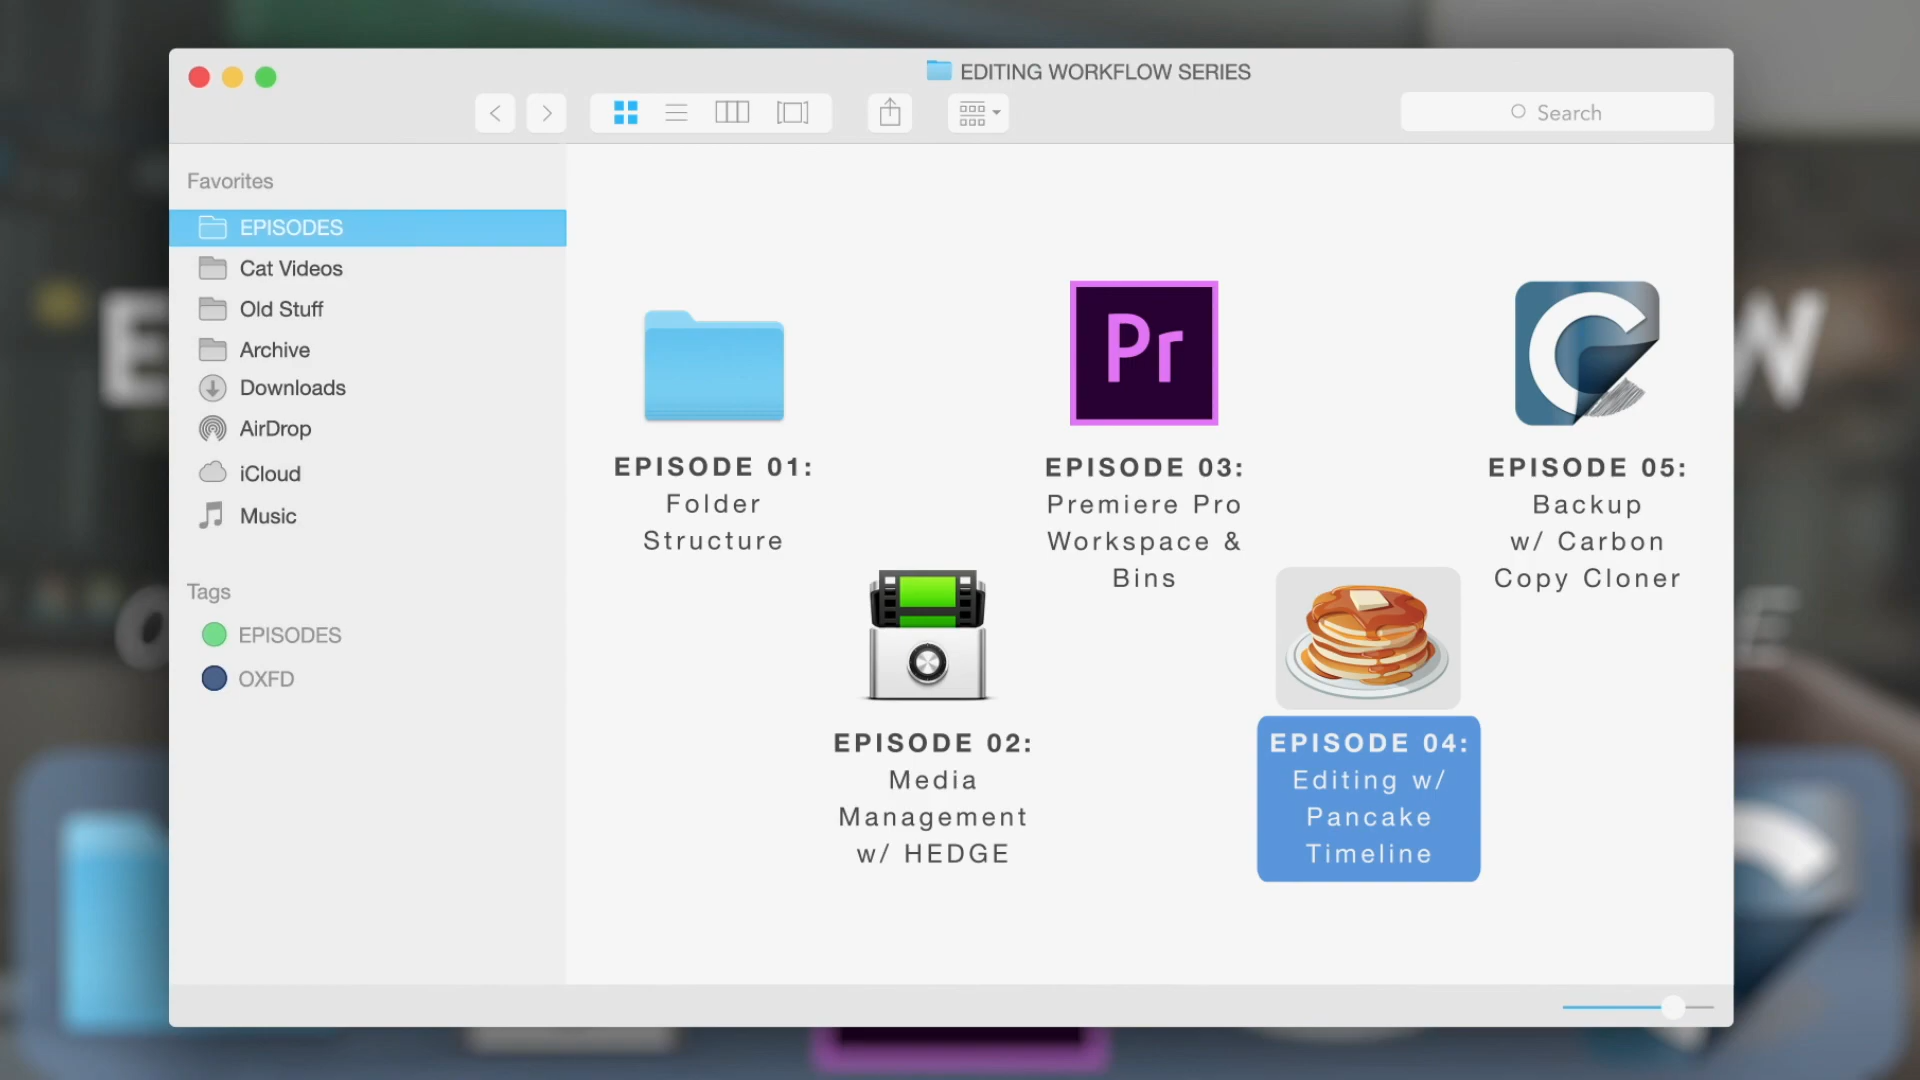 EDITING WORKFLOW SERIES
Search
Favorites
EPISODES
Cat Videos
Old Stuff
Archive
Downloads
AirDrop
iCloud
Music
Tags
EPISODES
OXFD
Pr
EPISODE 01:
Folder
Structure
EPISODE 02:
Media
Management
w/ HEDGE
EPISODE 03:
Premiere Pro
Workspace &
Bins
EPISODE 04:
Editing w/
Pancake
Timeline
EPISODE 05:
Backup
w/ Carbon
Copy Cloner